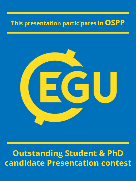 This presentation participates in OSPP
EGU
Outstanding Student & PhD
candidate Presentation contest